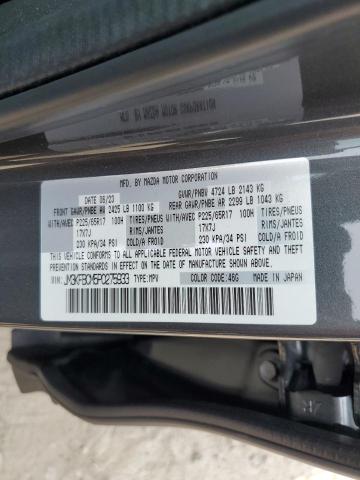 MFD. BY MAZDA MOTOR CORPORATION
DATE 06/23 GVWR/PNBV 4724 LB 2143 KG
FRONT GAWR/PNBE AV 2425 LB 1100 KG REAR GAWR/PNBE AR 2299 LB 1043 KG
WITH/AVEC P225/65R17 100H TIRES/PNEUS WITH/AVEC P225/65R17 100H TIRES/PNEUS
17X7J RIMS/JANTES 17X7J RIMS/JANTES
230 KPA/34 PSI COLD/A FROID 230 KPA/34 PSI COLD/A FROID
THIS VEHICLE CONFORMS TO ALL APPLICABLE FEDERAL MOTOR VEHICLE SAFETY AND
THEFT PREVENTION STANDARDS IN EFFECT ON THE DATE OF MANUFACTURE SHOWN ABOVE.
VIN: TYPE:MPV COLOR CODE:46G MADE IN JAPAN